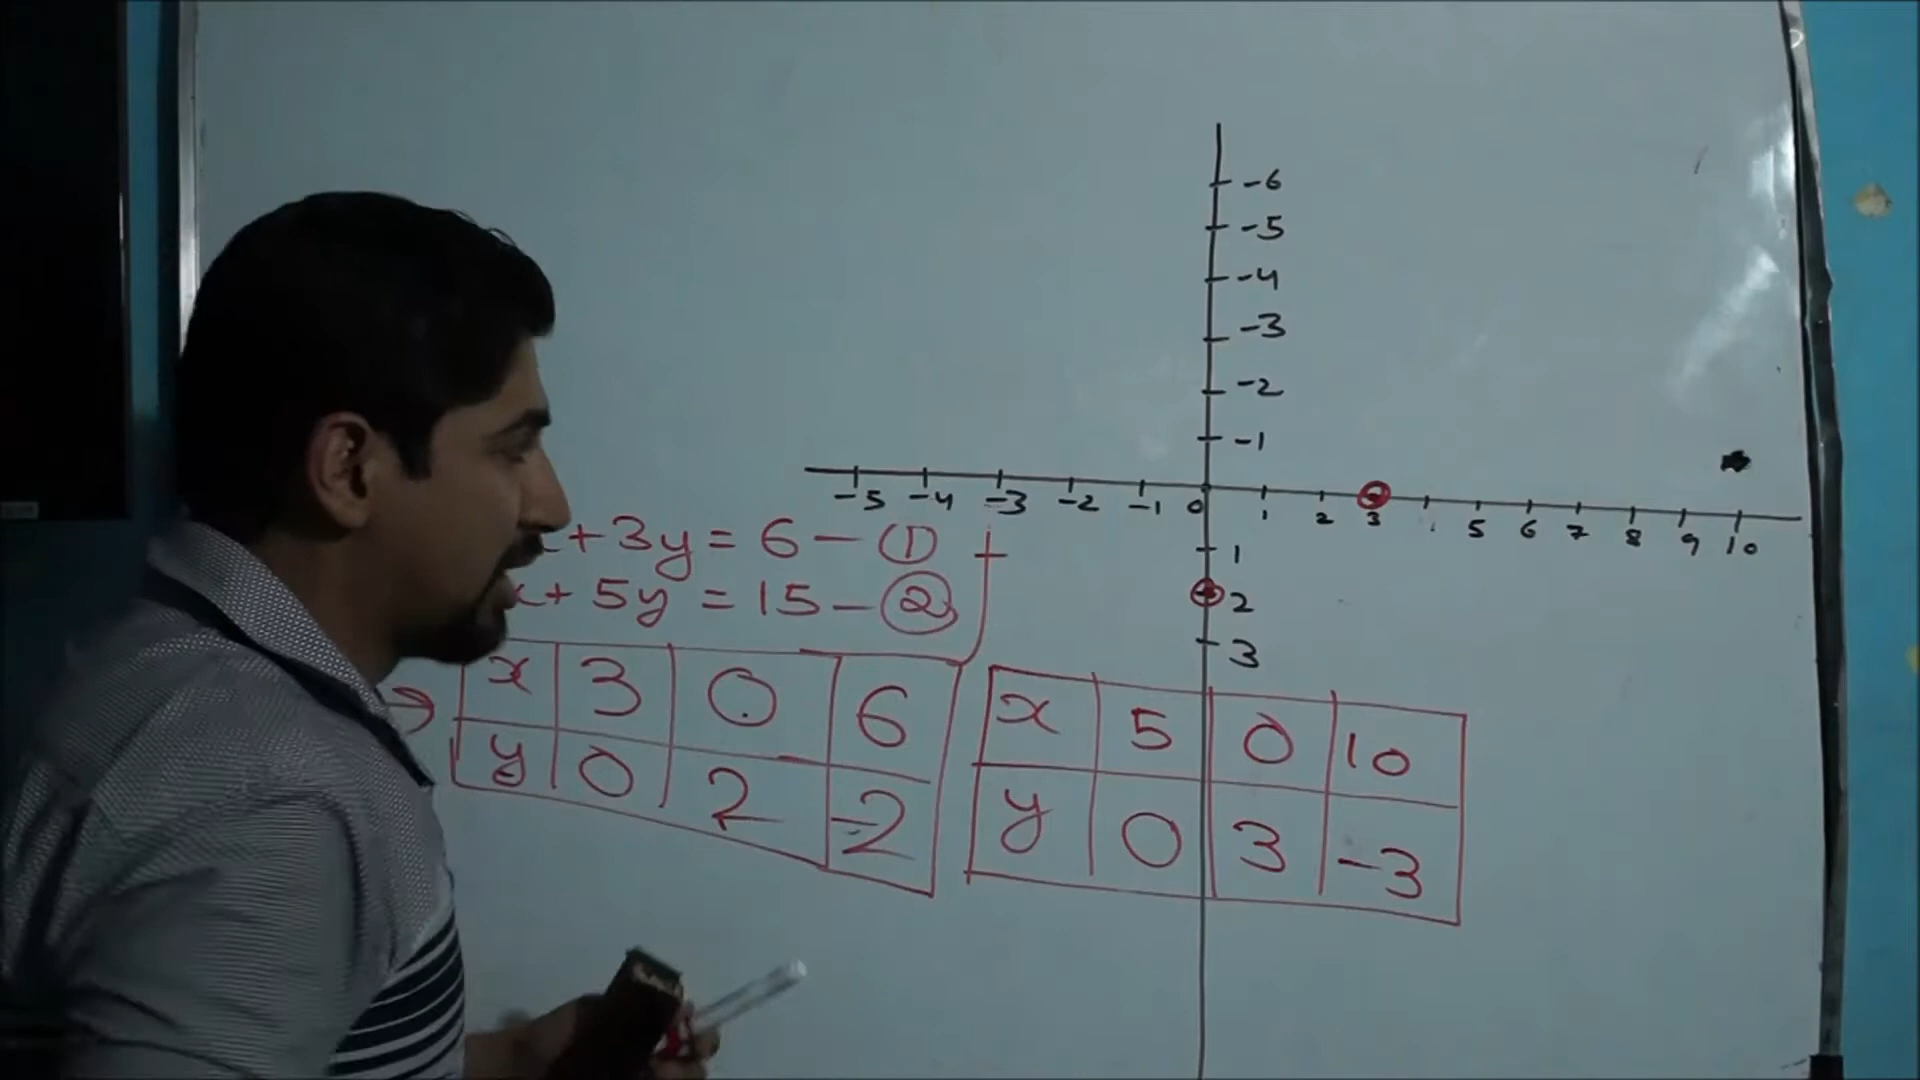 -6
-5
-4
-3
-2
-1
-5 -4 -3 -2 -1 0 1 2 3 5 6 7 8 9 10
x+3y=6-①
x+5y=15-②
1
2
3
x 3 0 6
y 0 2 -2
x 5 0 10
y 0 3 -3